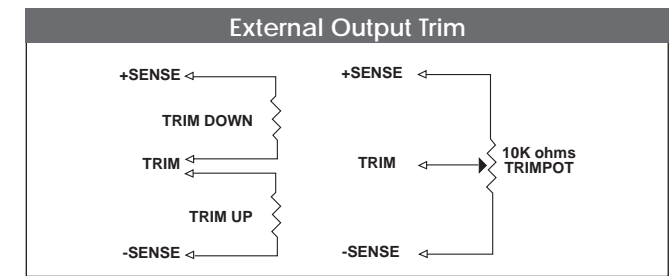 External Output Trim
+SENSE
TRIM DOWN
TRIM
TRIM UP
-SENSE
+SENSE
TRIM
10K ohms
TRIMPOT
-SENSE